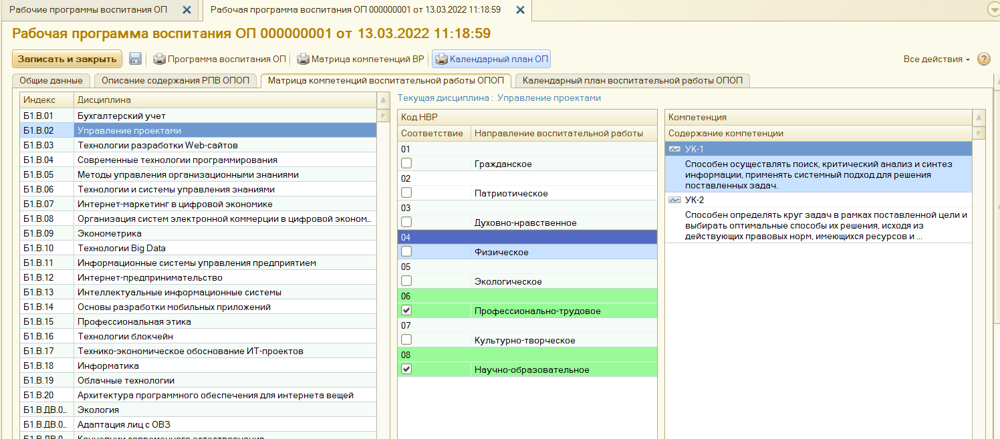 Рабочие программы воспитания ОП
Рабочая программа воспитания ОП 000000001 от 13.03.2022 11:18:59
Рабочая программа воспитания ОП 000000001 от 13.03.2022 11:18:59
Записать и закрыть
Программа воспитания ОП
Матрица компетенций ВР
Календарный план ОП
Все действия
Общие данные
Описание содержания РПВ ОПОП
Матрица компетенций воспитательной работы ОПОП
Календарный план воспитательной работы ОПОП
Индекс Дисциплина
Б1.В.01 Бухгалтерский учет
Б1.В.02 Управление проектами
Б1.В.03 Технологии разработки Web-сайтов
Б1.В.04 Современные технологии программирования
Б1.В.05 Методы управления организационными знаниями
Б1.В.06 Технологии и системы управления знаниями
Б1.В.07 Интернет-маркетинг в цифровой экономике
Б1.В.08 Организация систем электронной коммерции в цифровой эконом...
Б1.В.09 Эконометрика
Б1.В.10 Технологии Big Data
Б1.В.11 Информационные системы управления предприятием
Б1.В.12 Интернет-предпринимательство
Б1.В.13 Интеллектуальные информационные системы
Б1.В.14 Основы разработки мобильных приложений
Б1.В.15 Профессиональная этика
Б1.В.16 Технологии блокчейн
Б1.В.17 Технико-экономическое обоснование ИТ-проектов
Б1.В.18 Информатика
Б1.В.19 Облачные технологии
Б1.В.20 Архитектура программного обеспечения для интернета вещей
Б1.В.ДВ.0... Экология
Б1.В.ДВ.0... Адаптация лиц с ОВЗ
Б1.В.ДВ.0... Концепции современного естествознания
Текущая дисциплина : Управление проектами
Код НВР
Соответствие Направление воспитательной работы
01
Гражданское
02
Патриотическое
03
Духовно-нравственное
04
Физическое
05
Экологическое
06
Профессионально-трудовое
07
Культурно-творческое
08
Научно-образовательное
Компетенция
Содержание компетенции
УК-1
Способен осуществлять поиск, критический анализ и синтез
информации, применять системный подход для решения
поставленных задач.
УК-2
Способен определять круг задач в рамках поставленной цели и
выбирать оптимальные способы их решения, исходя из
действующих правовых норм, имеющихся ресурсов и ...